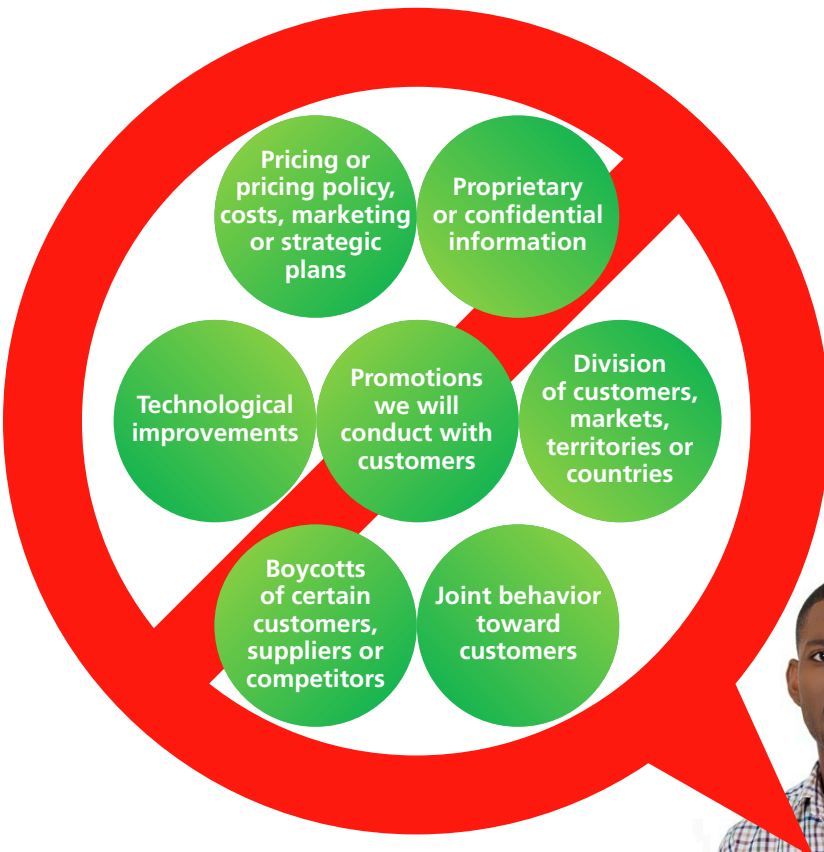 Pricing or
pricing policy,
costs, marketing
or strategic
plans
Proprietary
or confidential
information
Technological
improvements
Promotions
we will
conduct with
customers
Division
of customers,
markets,
territories or
countries
Boycotts
of certain
customers,
suppliers or
competitors
Joint behavior
toward
customers